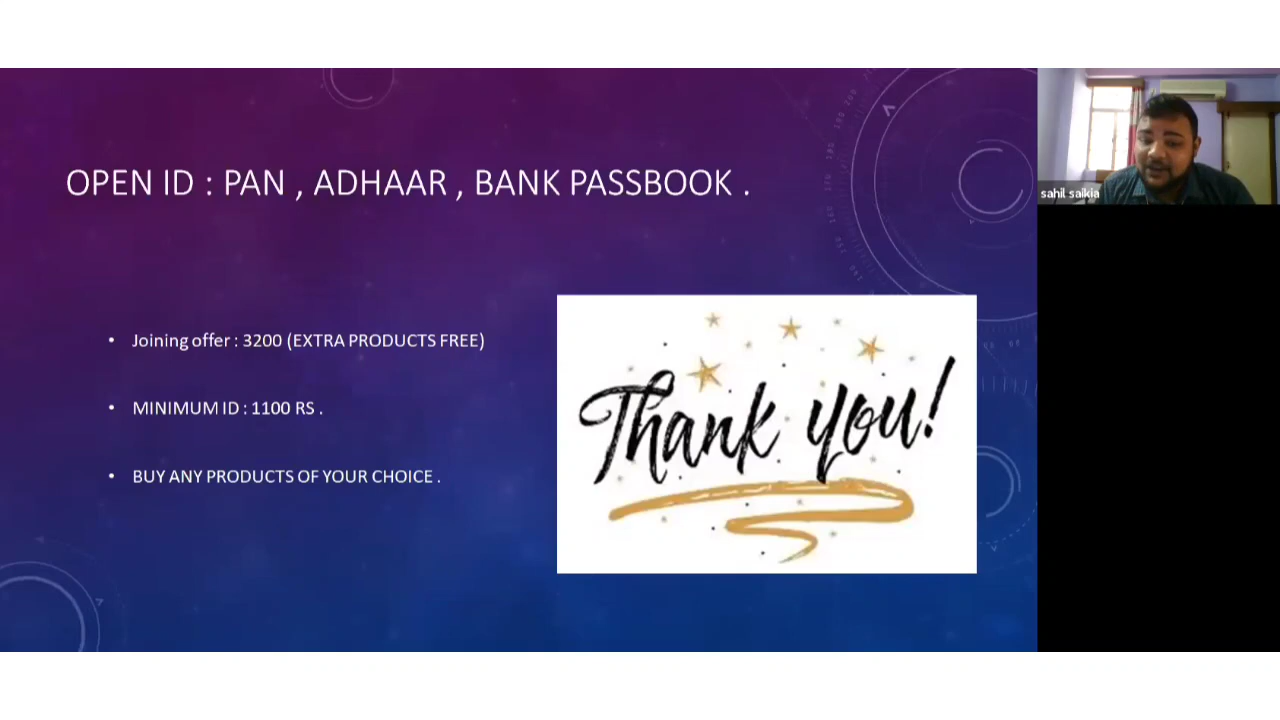 OPEN ID : PAN , ADHAAR , BANK PASSBOOK .
• Joining offer : 3200 (EXTRA PRODUCTS FREE)
• MINIMUM ID : 1100 RS .
• BUY ANY PRODUCTS OF YOUR CHOICE .
Thank you!
sahil saikia